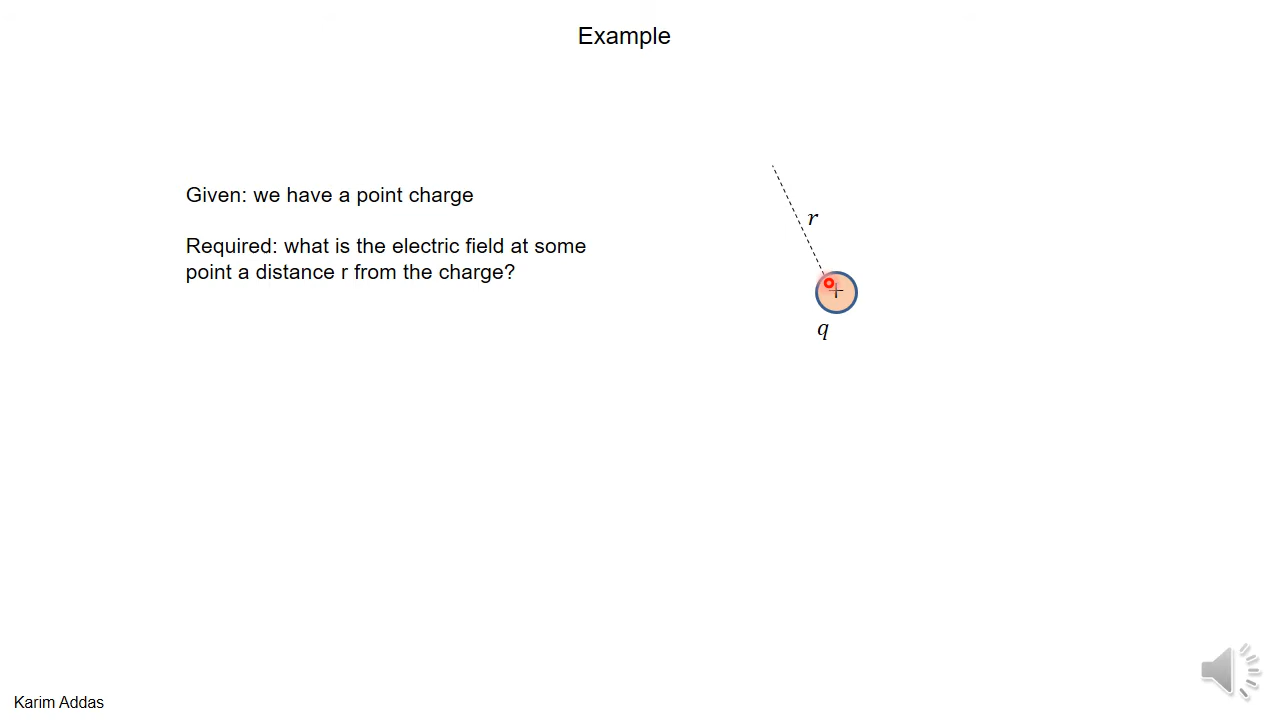 Example
Given: we have a point charge
Required: what is the electric field at some
point a distance r from the charge?
r
+
q
Karim Addas